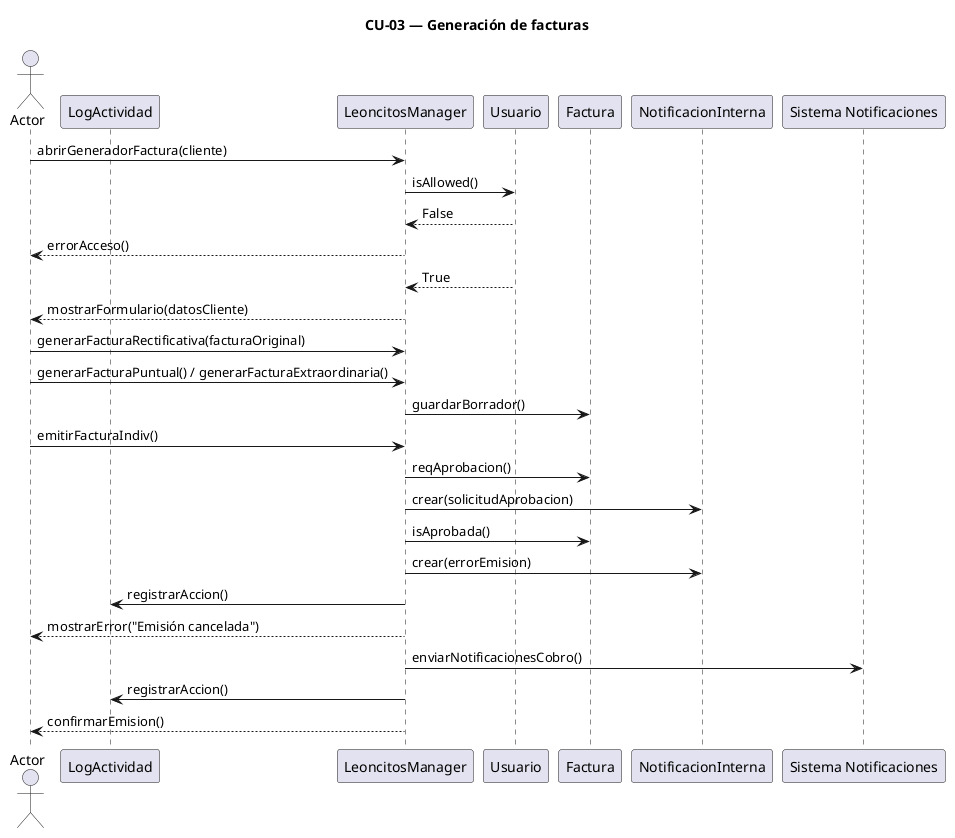 CU-03 — Generación de facturas
Actor
LogActividad
LeoncitosManager
Usuario
Factura
NotificacionInterna
Sistema Notificaciones
abrirGeneradorFactura(cliente)
isAllowed()
False
errorAcceso()
True
mostrarFormulario(datosCliente)
generarFacturaRectificativa(facturaOriginal)
generarFacturaPuntual() / generarFacturaExtraordinaria()
guardarBorrador()
emitirFacturaIndiv()
reqAprobacion()
crear(solicitudAprobacion)
isAprobada()
crear(errorEmision)
registrarAccion()
mostrarError("Emisión cancelada")
enviarNotificacionesCobro()
registrarAccion()
confirmarEmision()
Actor
LogActividad
LeoncitosManager
Usuario
Factura
NotificacionInterna
Sistema Notificaciones